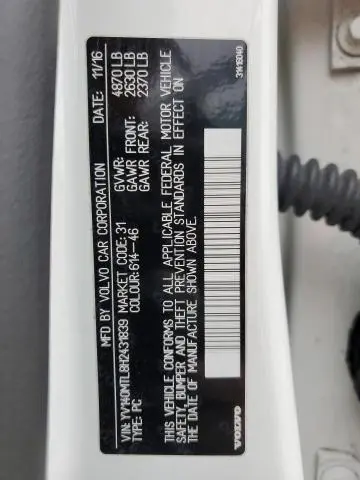 MFD BY VOLVO CAR CORPORATION DATE: 11/16
VIN: YV140MTL8H2431839 MARKET CODE: 31 GVWR: 4870 LB
TYPE: PC COLOUR: 614-46 GAWR FRONT: 2630 LB
GAWR REAR: 2370 LB
THIS VEHICLE CONFORMS TO ALL APPLICABLE FEDERAL MOTOR VEHICLE
SAFETY, BUMPER AND THEFT PREVENTION STANDARDS IN EFFECT ON
THE DATE OF MANUFACTURE SHOWN ABOVE.
VOLVO
31418040